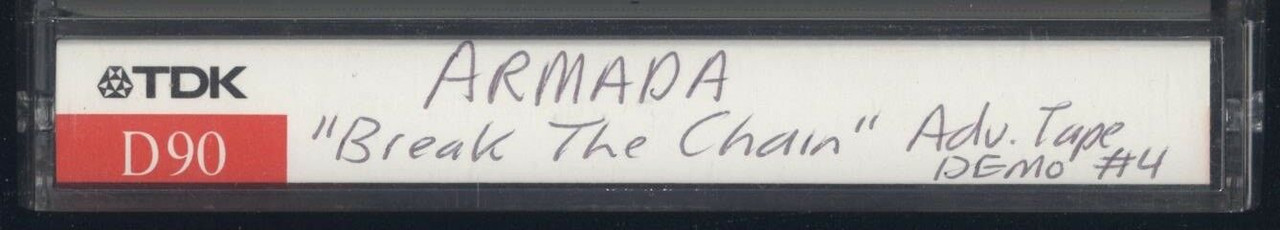 TDK
D90
ARMADA
"Break The Chain" Adv. Tape
DEMO #4